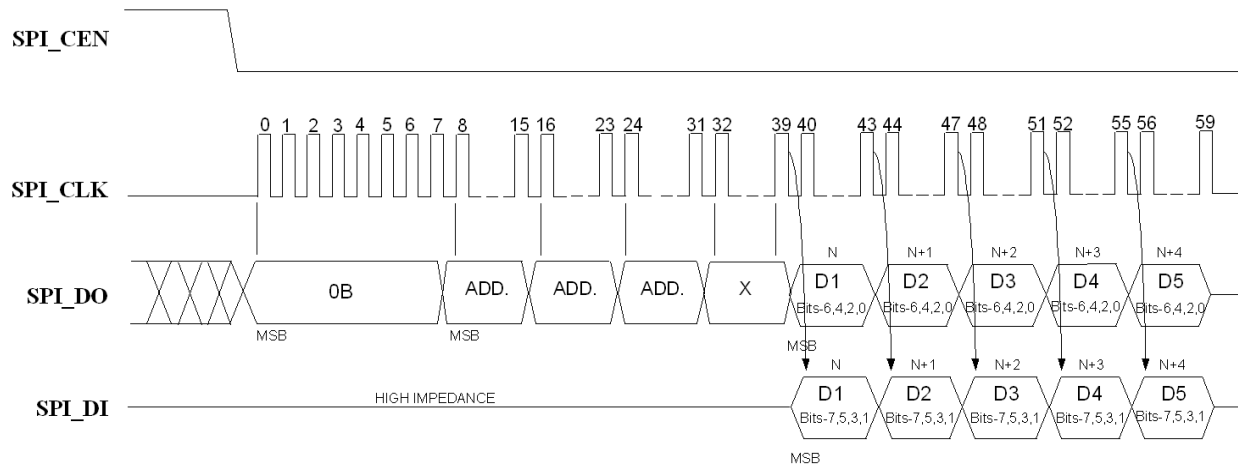 SPI_CEN
0 1 2 3 4 5 6 7 8 15 16 23 24 31 32 39 40 43 44 47 48 51 52 55 56 59
SPI_CLK
N N+1 N+2 N+3 N+4
SPI_DO
0B ADD. ADD. ADD. X D1 D2 D3 D4 D5
Bits-6,4,2,0 Bits-6,4,2,0 Bits-6,4,2,0 Bits-6,4,2,0 Bits-6,4,2,0
MSB MSB MSB
N N+1 N+2 N+3 N+4
SPI_DI
HIGH IMPEDANCE
D1 D2 D3 D4 D5
Bits-7,5,3,1 Bits-7,5,3,1 Bits-7,5,3,1 Bits-7,5,3,1 Bits-7,5,3,1
MSB